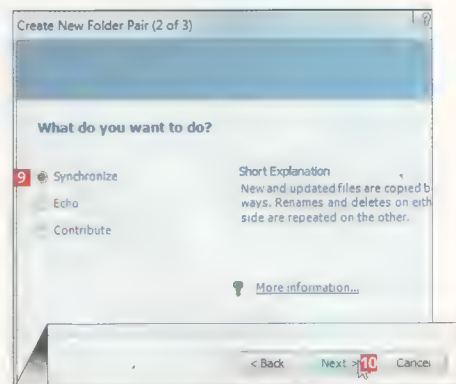 Create New Folder Pair (2 of 3)
?
What do you want to do?
9
Synchronize
Echo
Contribute
Short Explanation
New and updated files are copied b
ways. Renames and deletes on eith
side are repeated on the other.
More information...
< Back
Next >
10
Cancel